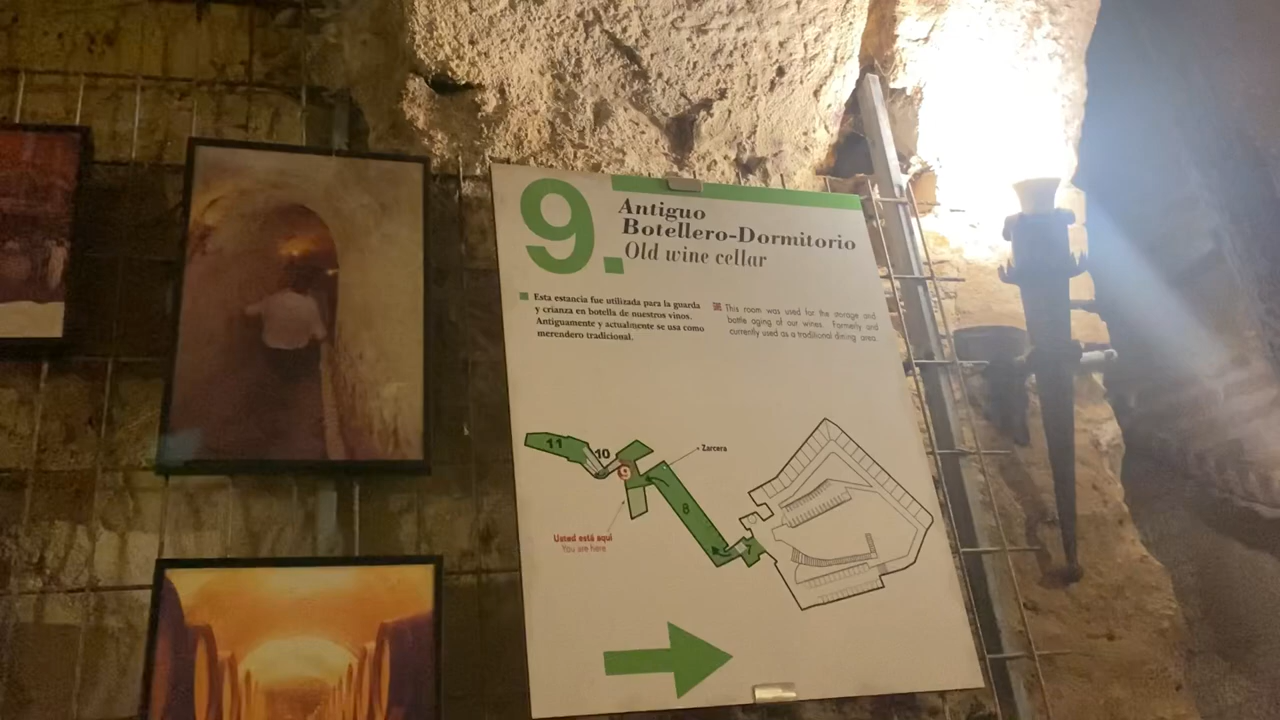 9.
Antiguo
Botellero-Dormitorio
Old wine cellar
Esta estancia fue utilizada para la guarda
y crianza en botella de nuestros vinos.
Antiguamente y actualmente se usa como
merendero tradicional.
This room was used for the storage and
bottle aging of our wines. Formerly and
currently used as a traditional dining area.
11
10
9
Zarcera
8
7
Usted está aquí
You are here